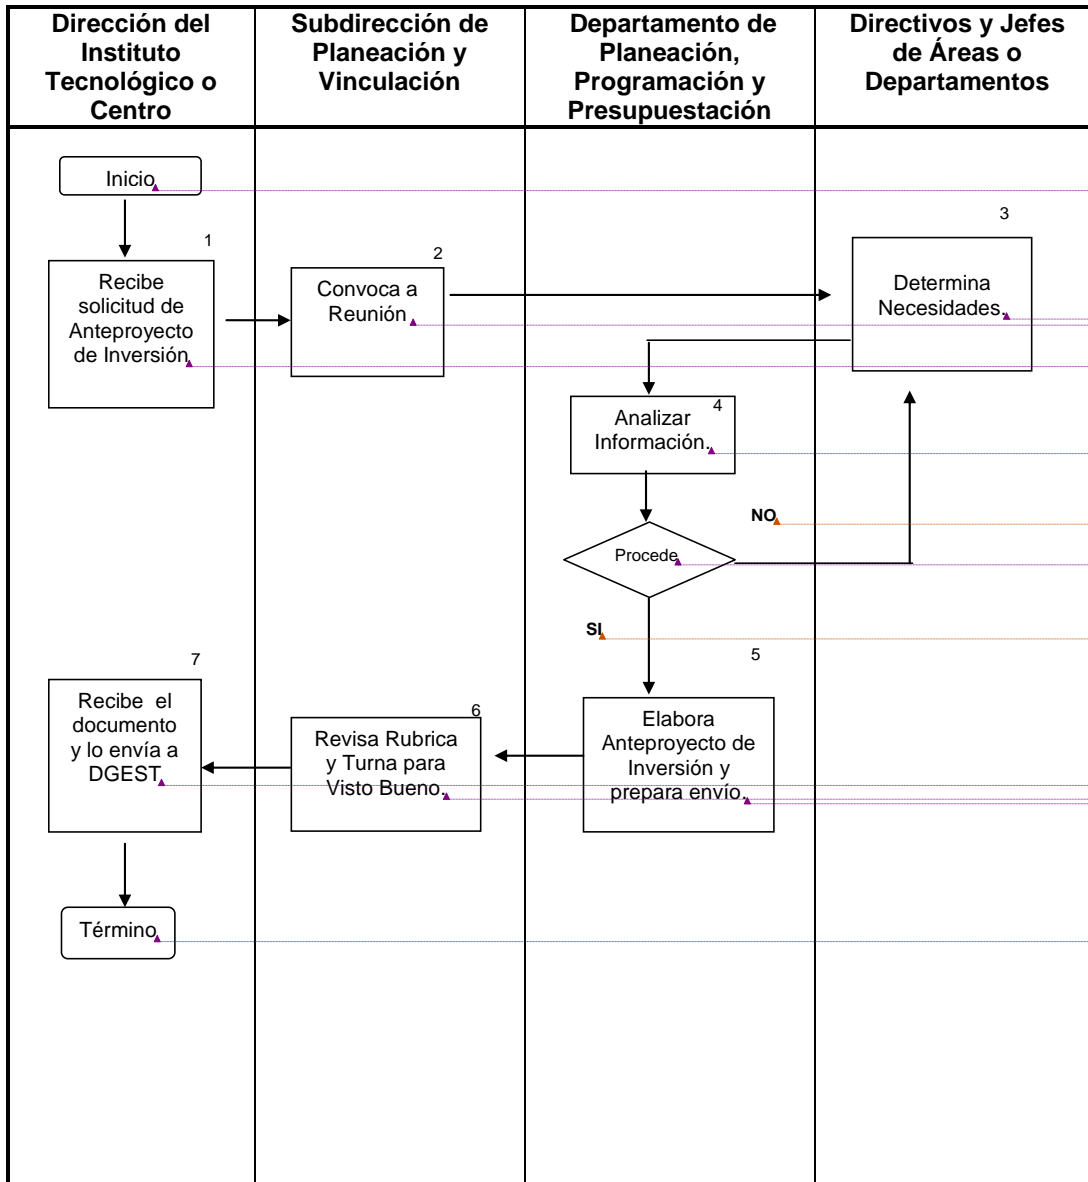 Dirección del
Instituto
Tecnológico o
Centro
Subdirección de
Planeación y
Vinculación
Departamento de
Planeación,
Programación y
Presupuestación
Directivos y Jefes
de Áreas o
Departamentos
Inicio
1
Recibe
solicitud de
Anteproyecto
de Inversión
2
Convoca a
Reunión
3
Determina
Necesidades.
4
Analizar
Información.
NO
Procede
SI
5
Elabora
Anteproyecto de
Inversión y
prepara envío.
6
Revisa Rubrica
y Turna para
Visto Bueno.
7
Recibe el
documento
y lo envía a
DGEST
Término